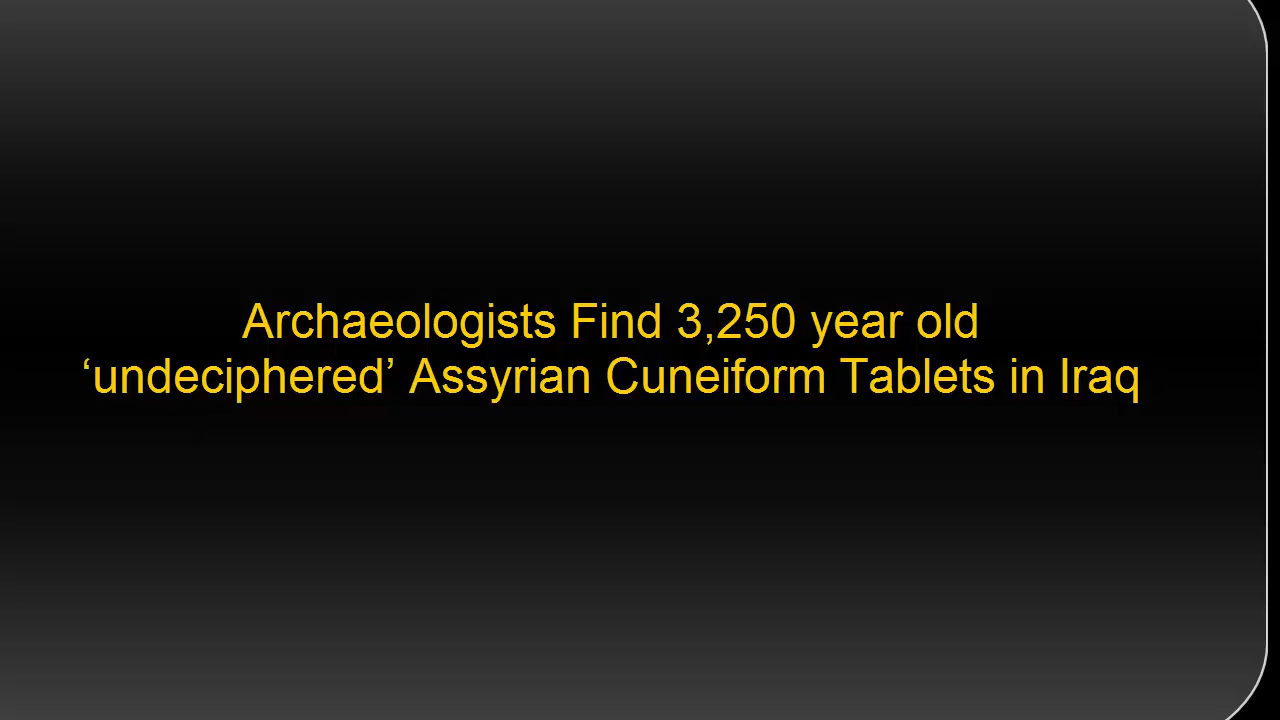 Archaeologists Find 3,250 year old
‘undeciphered’ Assyrian Cuneiform Tablets in Iraq